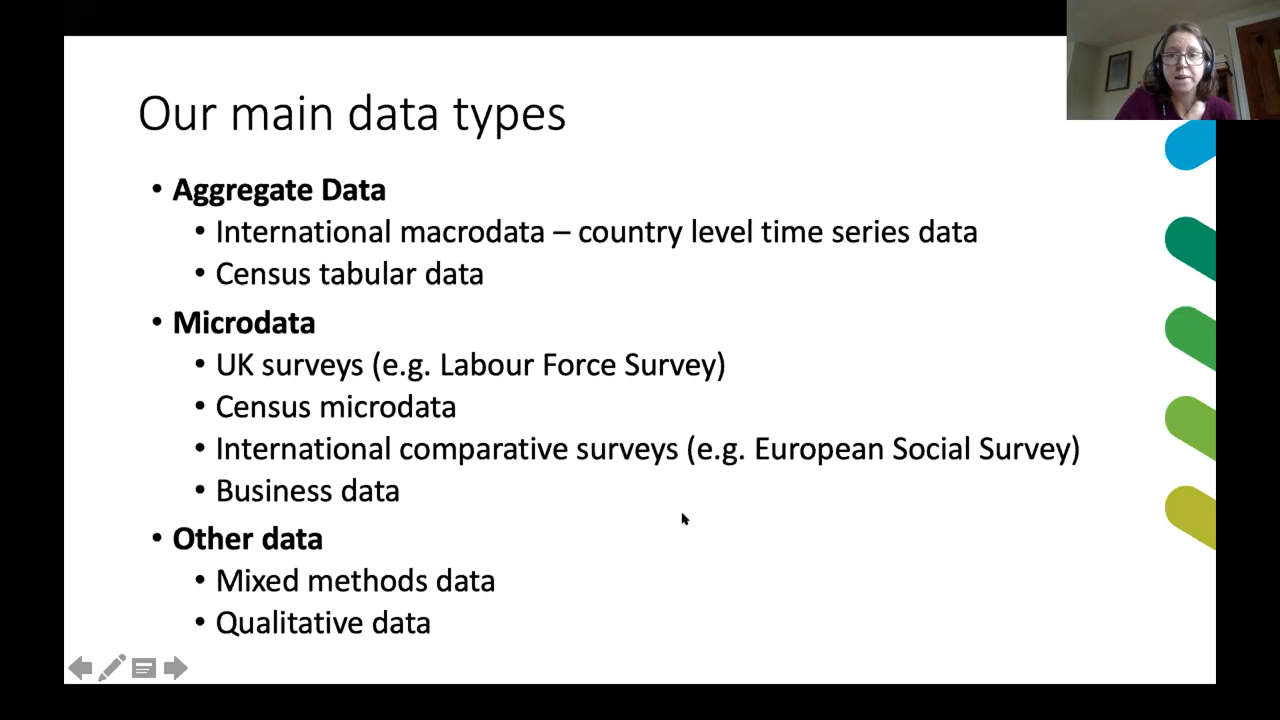 Our main data types
• Aggregate Data
• International macrodata – country level time series data
• Census tabular data
• Microdata
• UK surveys (e.g. Labour Force Survey)
• Census microdata
• International comparative surveys (e.g. European Social Survey)
• Business data
• Other data
• Mixed methods data
• Qualitative data